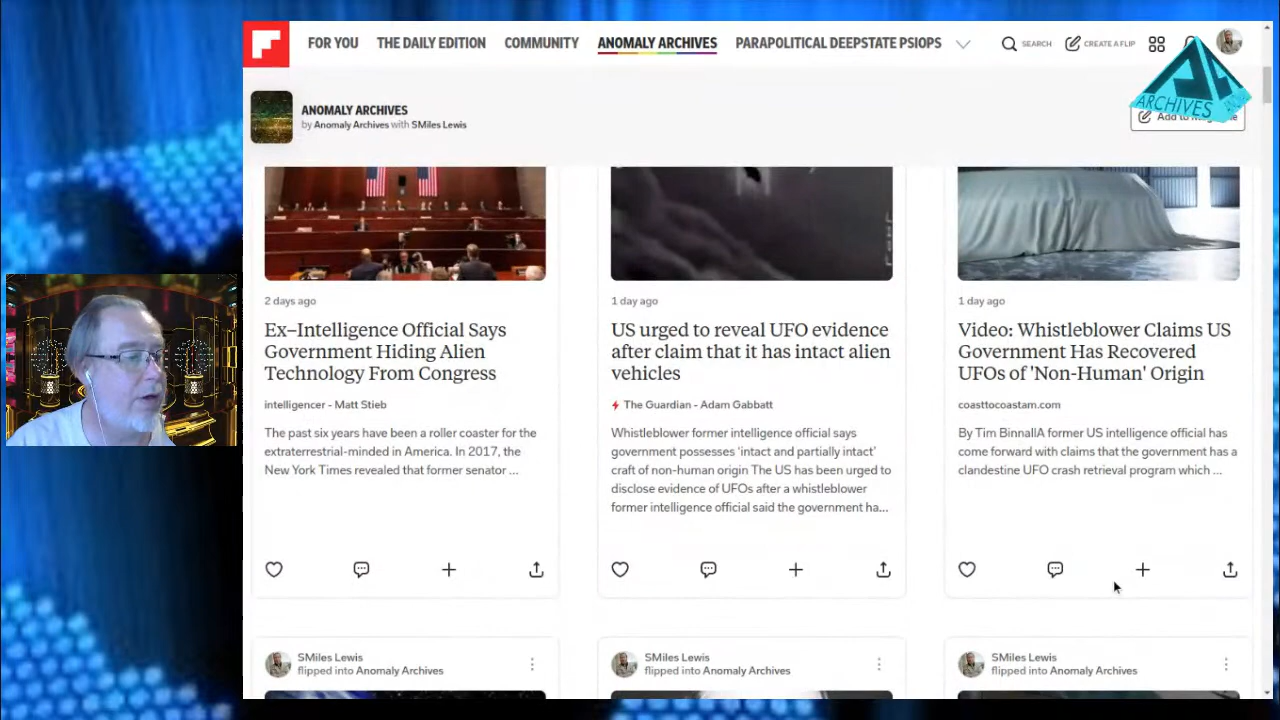 FOR YOU THE DAILY EDITION COMMUNITY ANOMALY ARCHIVES PARAPOLITICAL DEEPSTATE PSIOPS SEARCH CREATE A FLIP
ARCHIVES
ANOMALY ARCHIVES
by Anomaly Archives with SMiles Lewis
Add to
2 days ago
Ex–Intelligence Official Says
Government Hiding Alien
Technology From Congress
intelligencer - Matt Stieb
The past six years have been a roller coaster for the
extraterrestrial-minded in America. In 2017, the
New York Times revealed that former senator ...
1 day ago
US urged to reveal UFO evidence
after claim that it has intact alien
vehicles
The Guardian - Adam Gabbatt
Whistleblower former intelligence official says
government possesses ‘intact and partially intact’
craft of non-human origin The US has been urged to
disclose evidence of UFOs after a whistleblower
former intelligence official said the government ha...
1 day ago
Video: Whistleblower Claims US
Government Has Recovered
UFOs of 'Non-Human' Origin
coasttocoastam.com
By Tim BinnallA former US intelligence official has
come forward with claims that the government has a
clandestine UFO crash retrieval program which ...
SMiles Lewis
flipped into Anomaly Archives
SMiles Lewis
flipped into Anomaly Archives
SMiles Lewis
flipped into Anomaly Archives